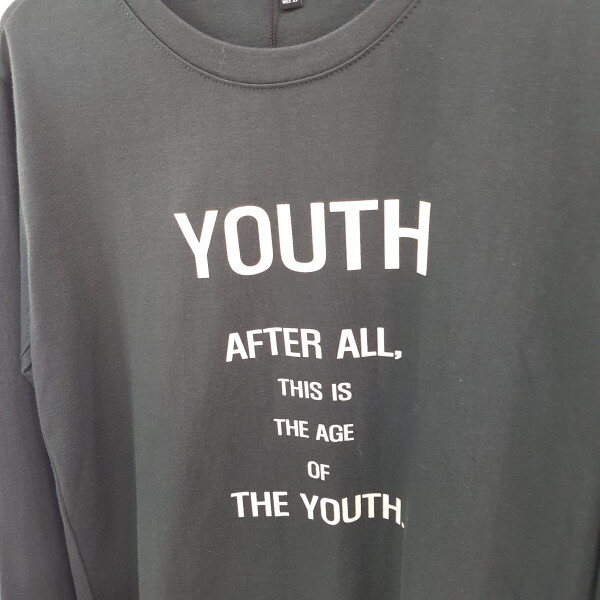 YOUTH
AFTER ALL,
THIS IS
THE AGE
OF
THE YOUTH.